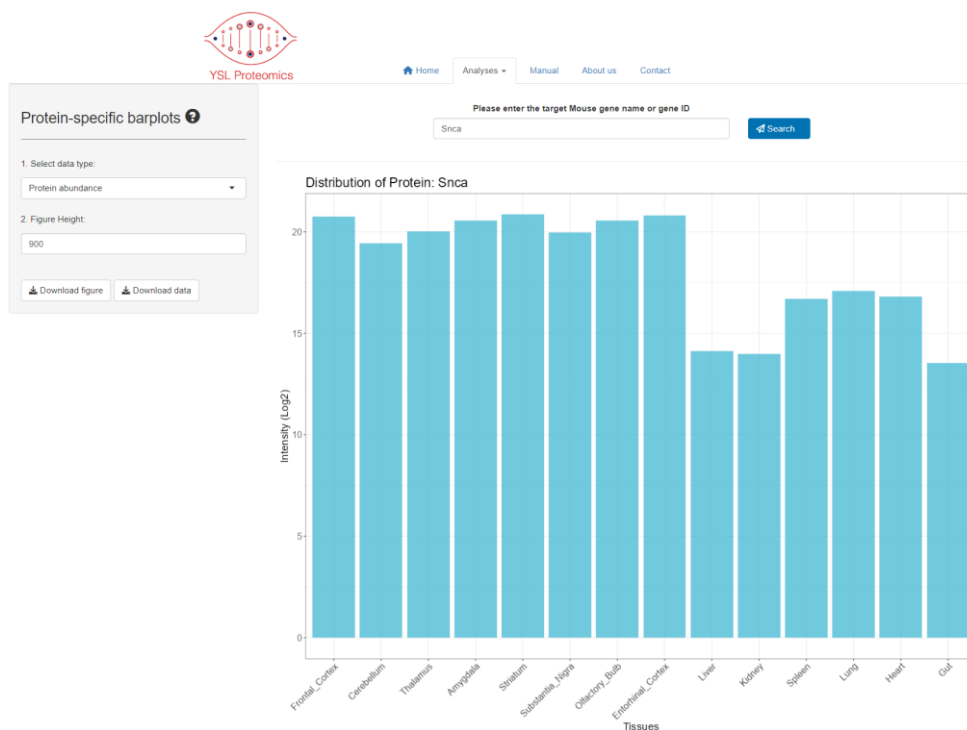 YSL Proteomics
Home Analyses Manual About us Contact
Protein-specific barplots ?
1. Select data type:
Protein abundance
2. Figure Height:
900
Download figure Download data
Please enter the target Mouse gene name or gene ID
Snca Search
Distribution of Protein: Snca
Intensity (Log2)
20
15
10
5
0
Frontal_Cortex
Cerebellum
Thalamus
Amygdala
Striatum
Substantia_Nigra
Olfactory_Bulb
Entorhinal_Cortex
Liver
Kidney
Spleen
Lung
Heart
Gut
Tissues